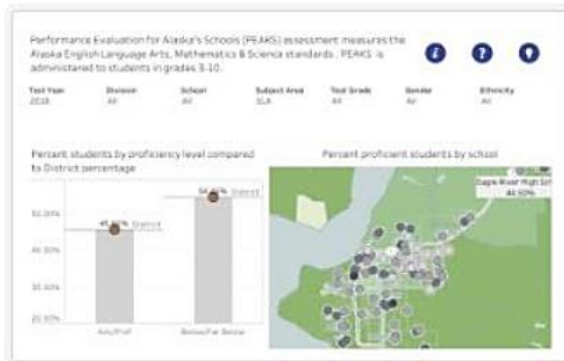 Performance Evaluation for Alaska's Schools (PEAKS) assessment measures the
Alaska English Language Arts, Mathematics & Science standards. PEAKS is
administered to students in grades 3-10.
i ?
Test Year Division School Subject Area Test Grade Gender Ethnicity
2018 All All ELA All All All
Percent students by proficiency level compared
to District percentage
Percent proficient students by school
District
District
50.00%
40.00%
30.00%
20.00%
Adv/Prof Below/Far Below
Eagle River High Sch
44.50%